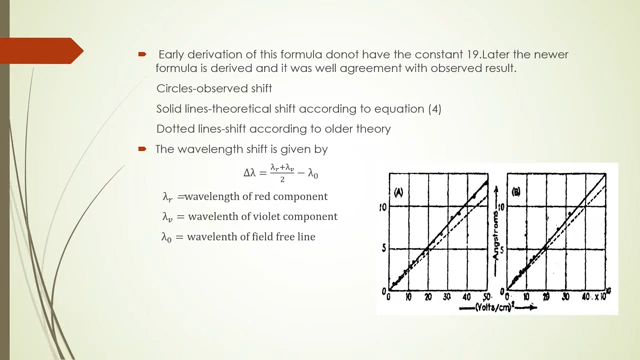 Early derivation of this formula donot have the constant 19.Later the newer
formula is derived and it was well agreement with observed result.
Circles-observed shift
Solid lines-theoretical shift according to equation (4)
Dotted lines-shift according to older theory
The wavelength shift is given by
Δλ = (λr+λv)/2 − λ0
λr =wavelength of red component
λv = wavelenth of violet component
λ0 = wavelenth of field free line
(A) (B)
10 10
5 5
Angstroms
0 0 10 20 30 40 50 0 20 40 × 10
(Volts/cm)²